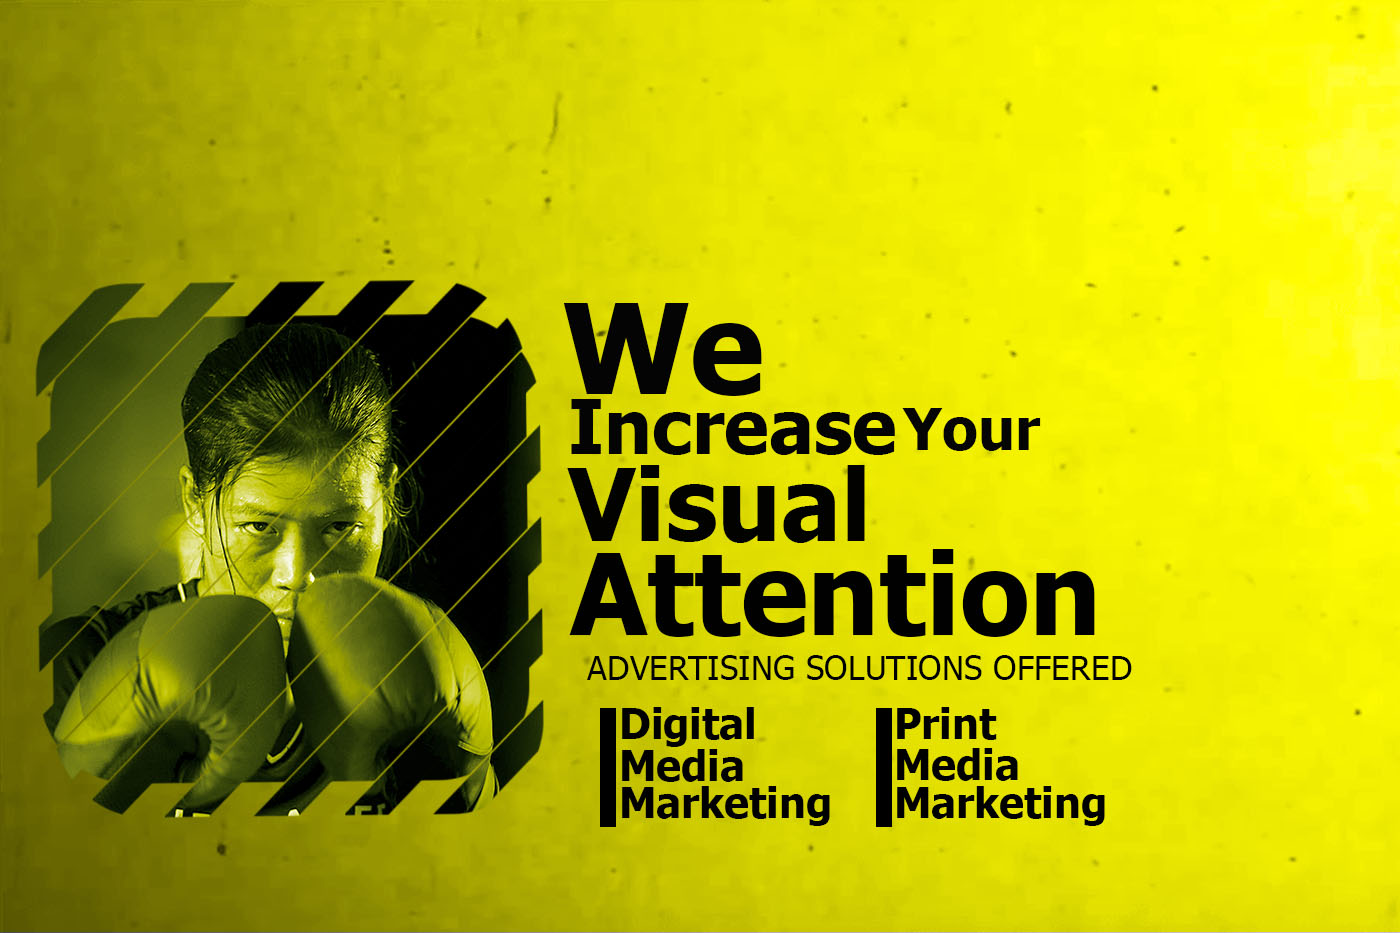 We
Increase Your
Visual
Attention
ADVERTISING SOLUTIONS OFFERED
Digital
Media
Marketing
Print
Media
Marketing